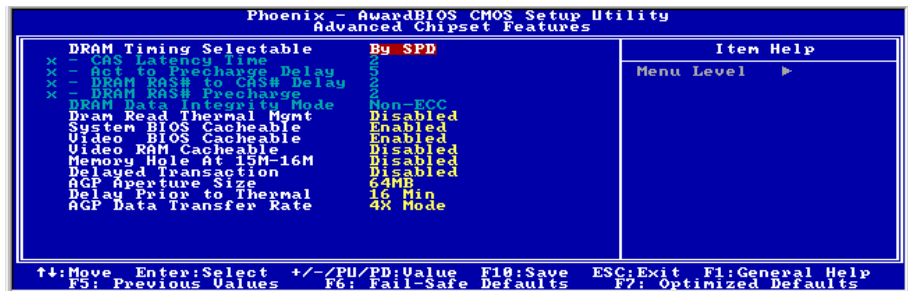 Phoenix - AwardBIOS CMOS Setup Utility
Advanced Chipset Features
DRAM Timing Selectable By SPD
x - CAS Latency Time 2
x - Act to Precharge Delay 5
x - DRAM RAS# to CAS# Delay 2
x - DRAM RAS# Precharge 2
DRAM Data Integrity Mode Non-ECC
Dram Read Thermal Mgmt Disabled
System BIOS Cacheable Enabled
Video BIOS Cacheable Enabled
Video RAM Cacheable Disabled
Memory Hole At 15M-16M Disabled
Delayed Transaction Disabled
AGP Aperture Size 64MB
Delay Prior to Thermal 16 Min
AGP Data Transfer Rate 4X Mode
Item Help
Menu Level ►
↑↓:Move Enter:Select +/-/PU/PD:Value F10:Save ESC:Exit F1:General Help
F5: Previous Values F6: Fail-Safe Defaults F7: Optimized Defaults